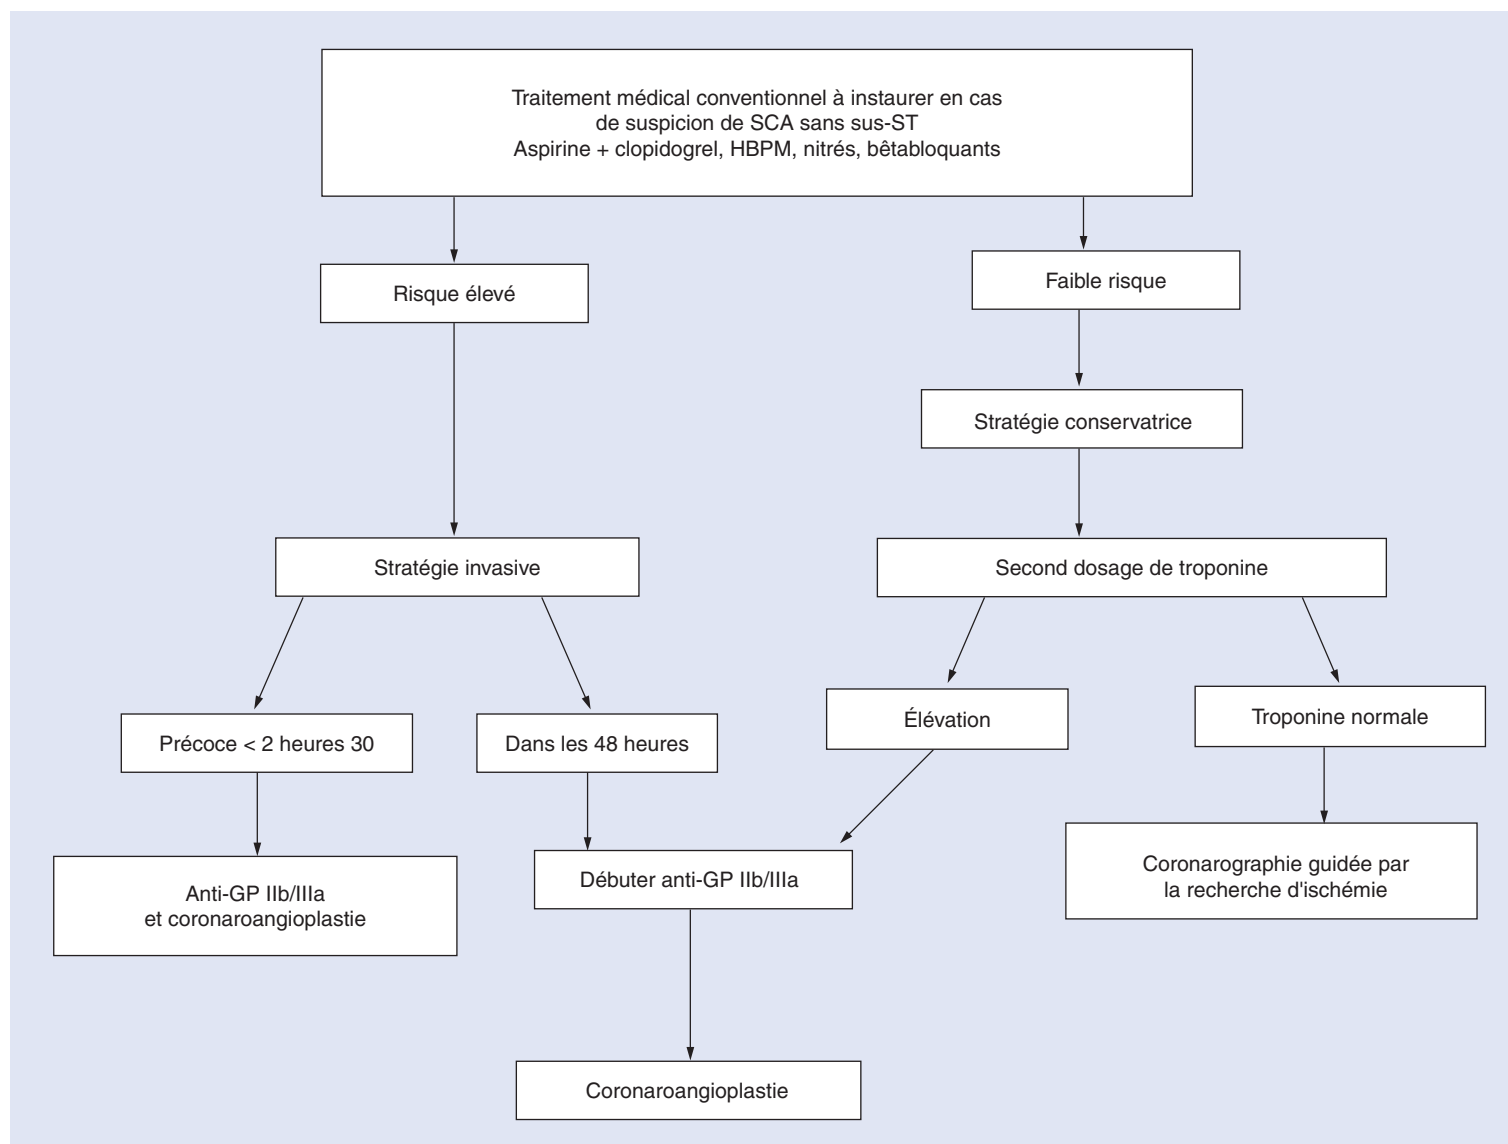 Traitement médical conventionnel à instaurer en cas
de suspicion de SCA sans sus-ST
Aspirine + clopidogrel, HBPM, nitrés, bêtabloquants
Risque élevé
Faible risque
Stratégie conservatrice
Stratégie invasive
Second dosage de troponine
Précoce < 2 heures 30
Dans les 48 heures
Élévation
Troponine normale
Anti-GP IIb/IIIa
et coronaroangioplastie
Débuter anti-GP IIb/IIIa
Coronarographie guidée par
la recherche d'ischémie
Coronaroangioplastie